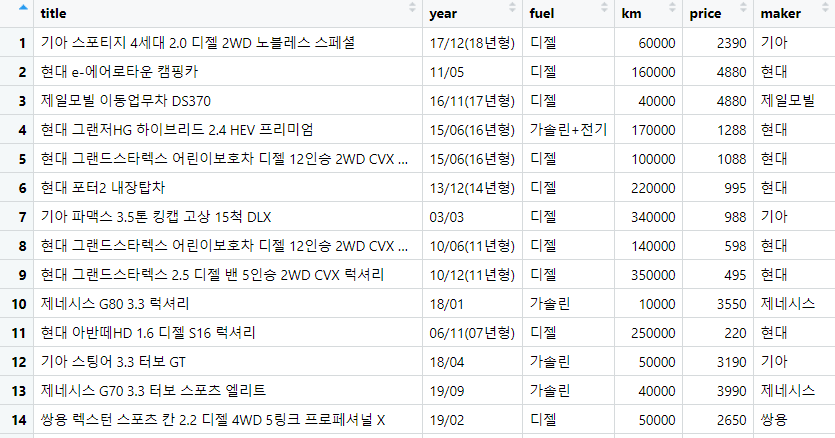 title year fuel km price maker
1 기아 스포티지 4세대 2.0 디젤 2WD 노블레스 스페셜 17/12(18년형) 디젤 60000 2390 기아
2 현대 e-에어로타운 캠핑카 11/05 디젤 160000 4880 현대
3 제일모빌 이동업무차 DS370 16/11(17년형) 디젤 40000 4880 제일모빌
4 현대 그랜저HG 하이브리드 2.4 HEV 프리미엄 15/06(16년형) 가솔린+전기 170000 1288 현대
5 현대 그랜드스타렉스 어린이보호차 디젤 12인승 2WD CVX ... 15/06(16년형) 디젤 100000 1088 현대
6 현대 포터2 내장탑차 13/12(14년형) 디젤 220000 995 현대
7 기아 파맥스 3.5톤 킹캡 고상 15척 DLX 03/03 디젤 340000 988 기아
8 현대 그랜드스타렉스 어린이보호차 디젤 12인승 2WD CVX ... 10/06(11년형) 디젤 140000 598 현대
9 현대 그랜드스타렉스 2.5 디젤 밴 5인승 2WD CVX 럭셔리 10/12(11년형) 디젤 350000 495 현대
10 제네시스 G80 3.3 럭셔리 18/01 가솔린 10000 3550 제네시스
11 현대 아반떼HD 1.6 디젤 S16 럭셔리 06/11(07년형) 디젤 250000 220 현대
12 기아 스팅어 3.3 터보 GT 18/04 가솔린 50000 3190 기아
13 제네시스 G70 3.3 터보 스포츠 엘리트 19/09 가솔린 40000 3990 제네시스
14 쌍용 렉스턴 스포츠 칸 2.2 디젤 4WD 5링크 프로페셔널 X 19/02 디젤 50000 2650 쌍용